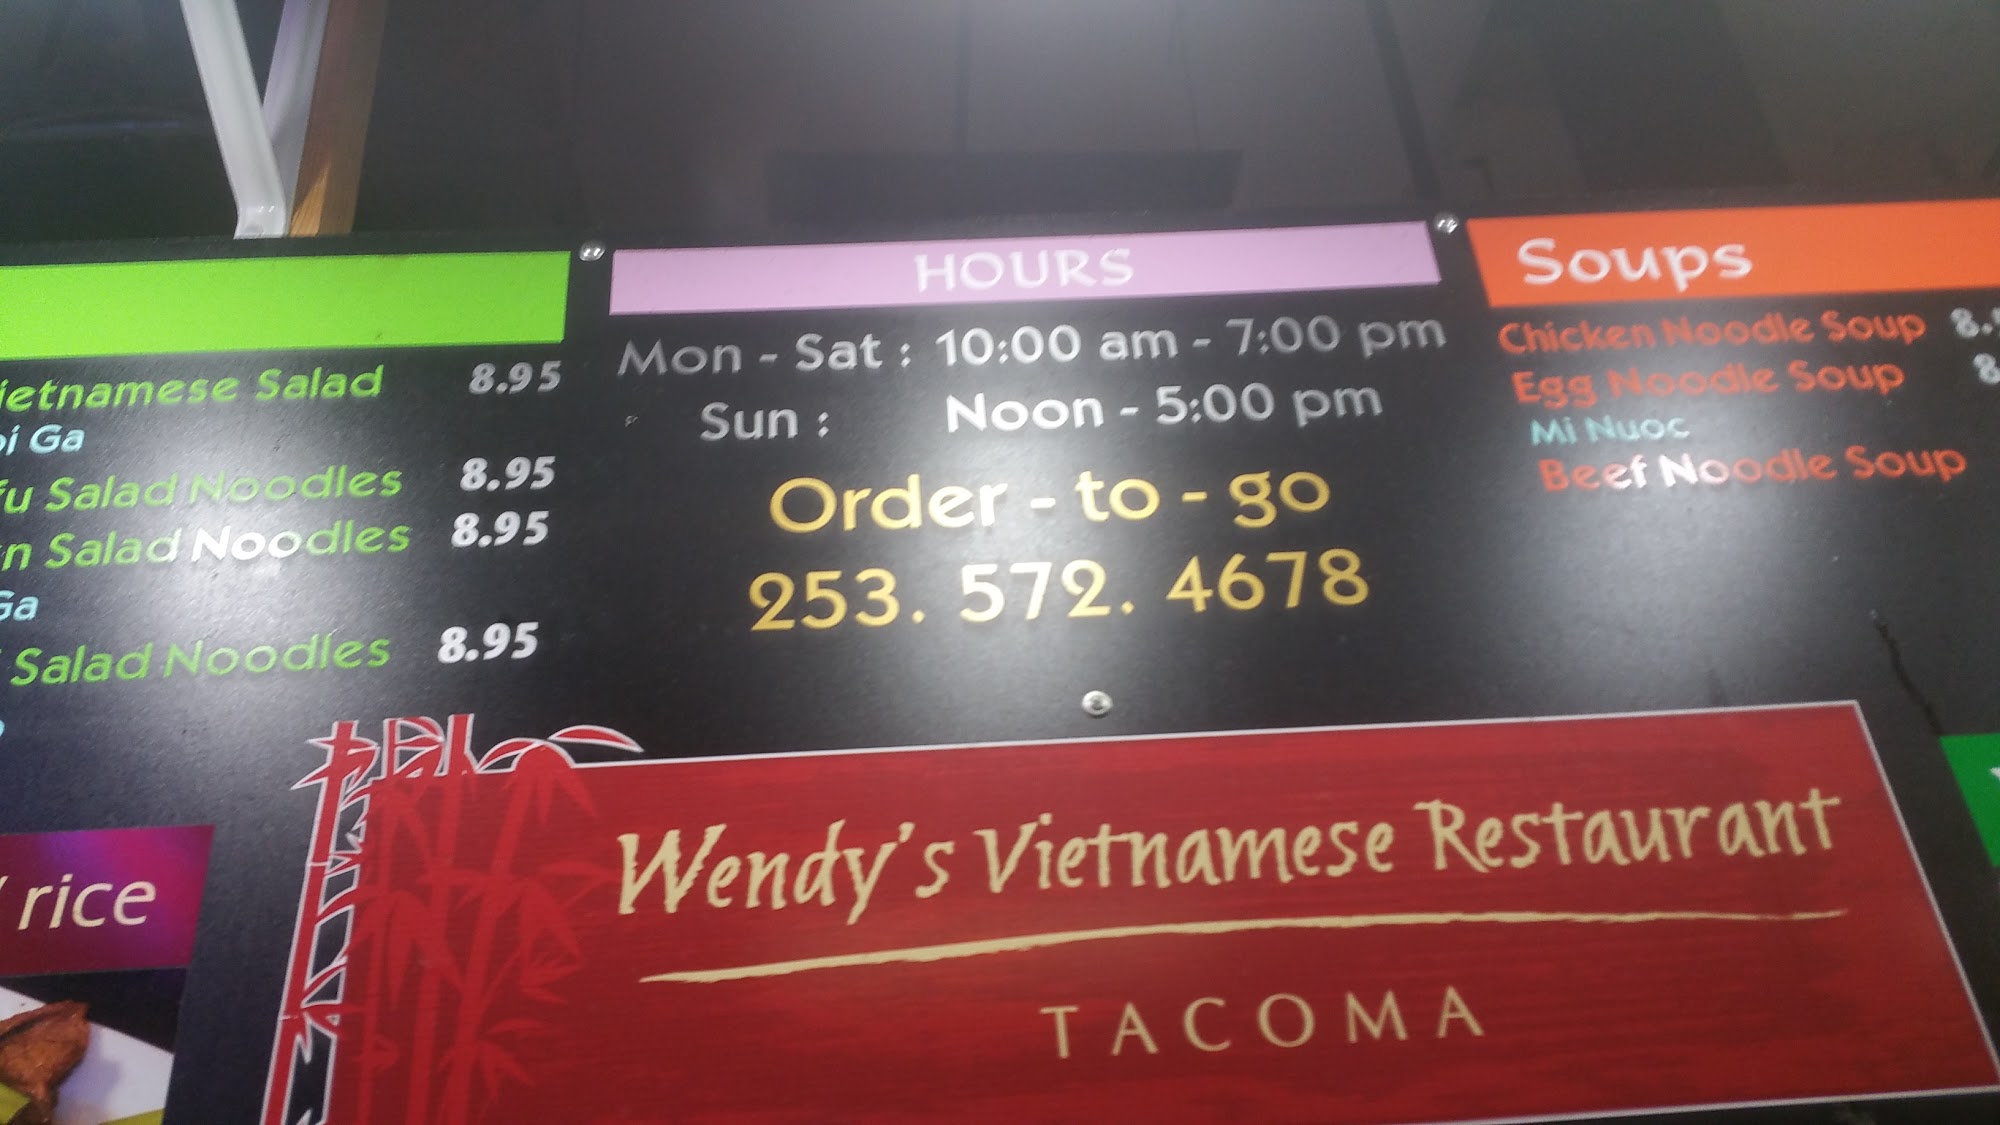 Salad 8.95
Ga
Salad Noodles 8.95
Salad Noodles 8.95
Ga
Salad Noodles 8.95
rice
HOURS
Mon - Sat : 10:00 am - 7:00 pm
Sun : Noon - 5:00 pm
Order - to - go
253. 572. 4678
Soups
Chicken Noodle Soup
Egg Noodle Soup
Mi Nuoc
Beef Noodle Soup
Wendy's Vietnamese Restaurant
TACOMA